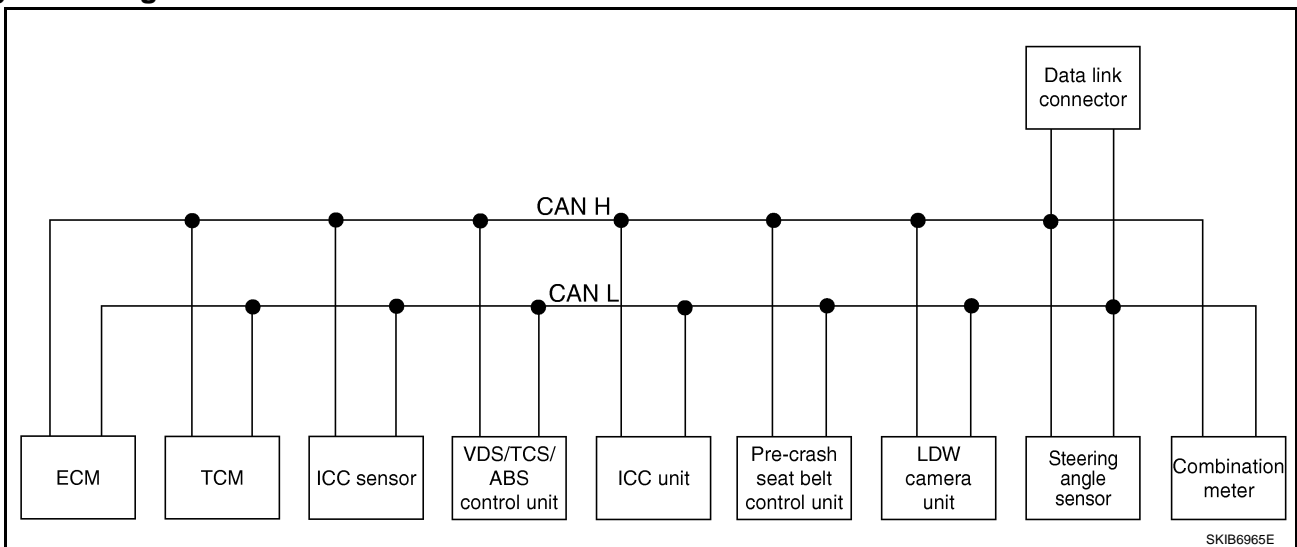 Data link
connector
CAN H
CAN L
ECM
TCM
ICC sensor
VDS/TCS/
ABS
control unit
ICC unit
Pre-crash
seat belt
control unit
LDW
camera
unit
Steering
angle
sensor
Combination
meter
SKIB6965E